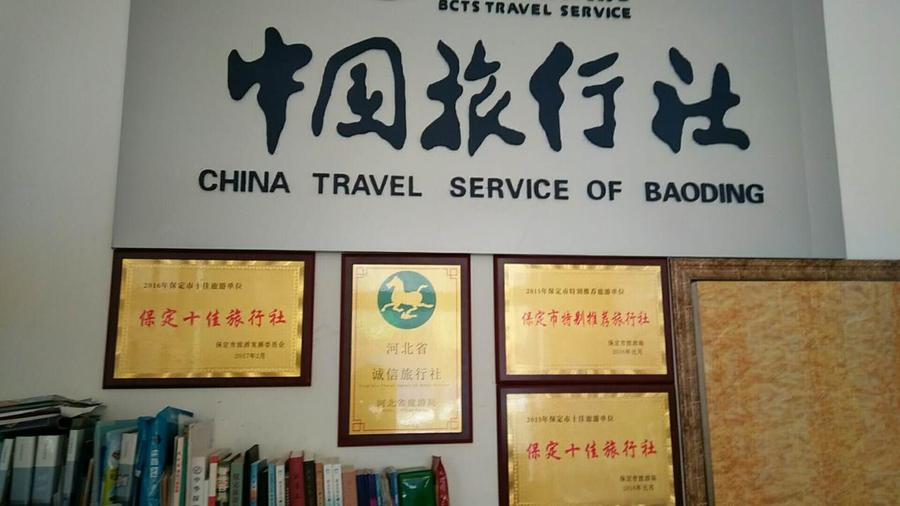 BCTS TRAVEL SERVICE
中国旅行社
CHINA TRAVEL SERVICE OF BAODING
2016年保定市十佳旅游单位
保定十佳旅行社
保定市旅游发展委员会
2017年2月
河北省
诚信旅行社
河北省旅游局
2015年保定市特别推荐旅游单位
保定市特别推荐旅行社
保定市旅游局
2016年元月
2015年保定市十佳旅游单位
保定十佳旅行社
保定市旅游局
2016年元月